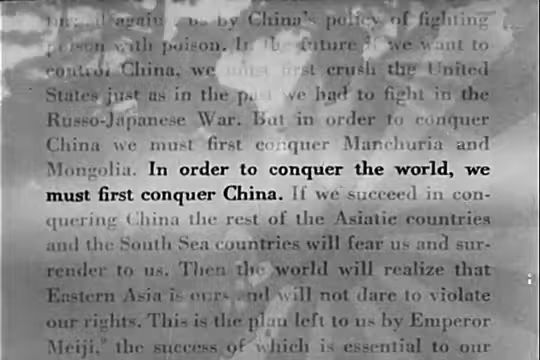 by China's policy of fighting
with poison. In the future if we want to
control China, we must first crush the United
States just as in the past we had to fight in the
Russo-Japanese War. But in order to conquer
China we must first conquer Manchuria and
Mongolia. In order to conquer the world, we
must first conquer China. If we succeed in con-
quering China the rest of the Asiatic countries
and the South Sea countries will fear us and sur-
render to us. Then the world will realize that
Eastern Asia is ours and will not dare to violate
our rights. This is the plan left to us by Emperor
Meiji," the success of which is essential to our